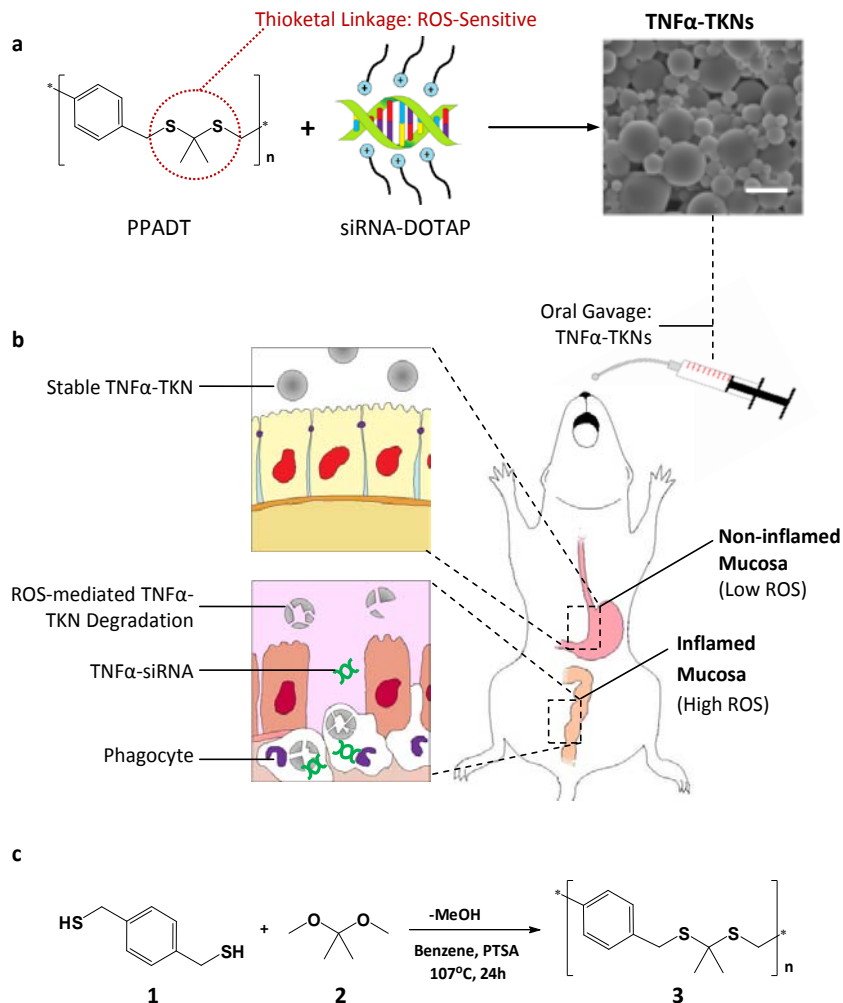 Thioketal Linkage: ROS-Sensitive
TNFα-TKNs
a
*
S
S
*
n
+
+
+
+
+
+
+
PPADT
siRNA-DOTAP
Oral Gavage:
TNFα-TKNs
b
Stable TNFα-TKN
Non-inflamed
Mucosa
(Low ROS)
ROS-mediated TNFα-
TKN Degradation
TNFα-siRNA
Inflamed
Mucosa
(High ROS)
Phagocyte
c
HS
SH
+
O
O
-MeOH
Benzene, PTSA
107°C, 24h
*
S
S
*
n
1
2
3